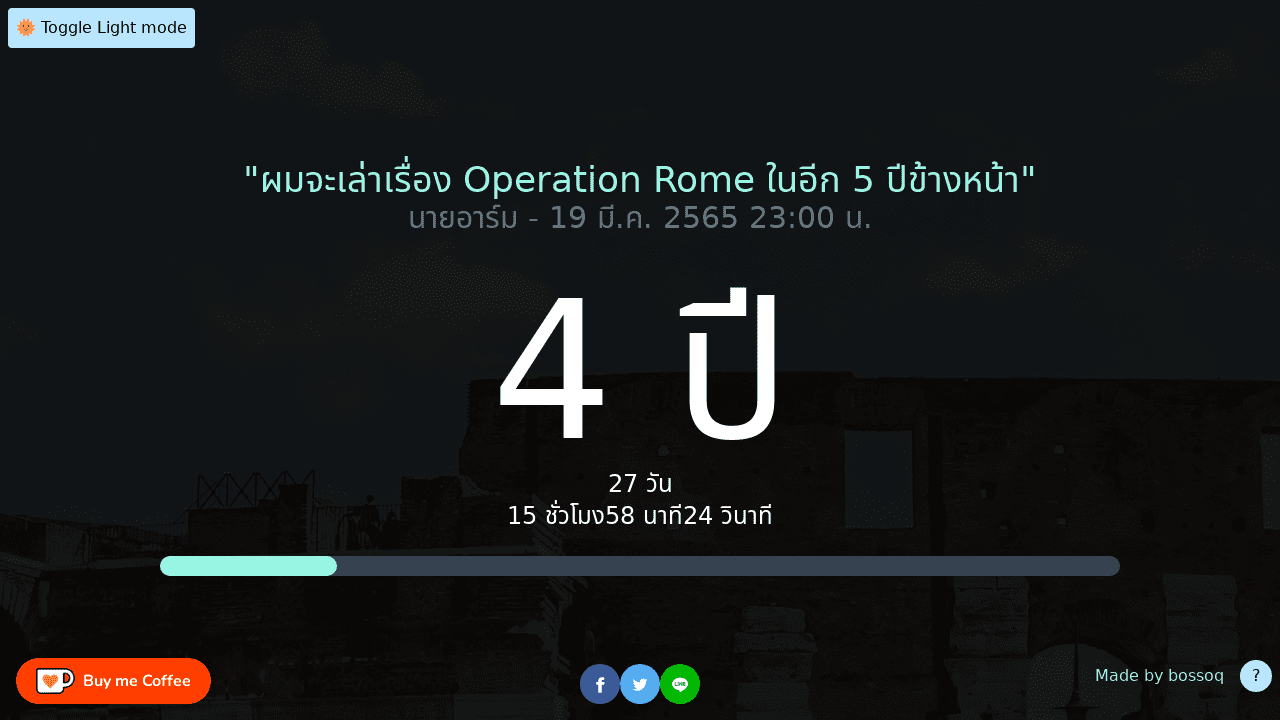 🌞 Toggle Light mode
"ผมจะเล่าเรื่อง Operation Rome ในอีก 5 ปีข้างหน้า"
นายอาร์ม - 19 มี.ค. 2565 23:00 น.
4 ปี
27 วัน
15 ชั่วโมง58 นาที24 วินาที
Buy me Coffee
LINE
Made by bossoq
?